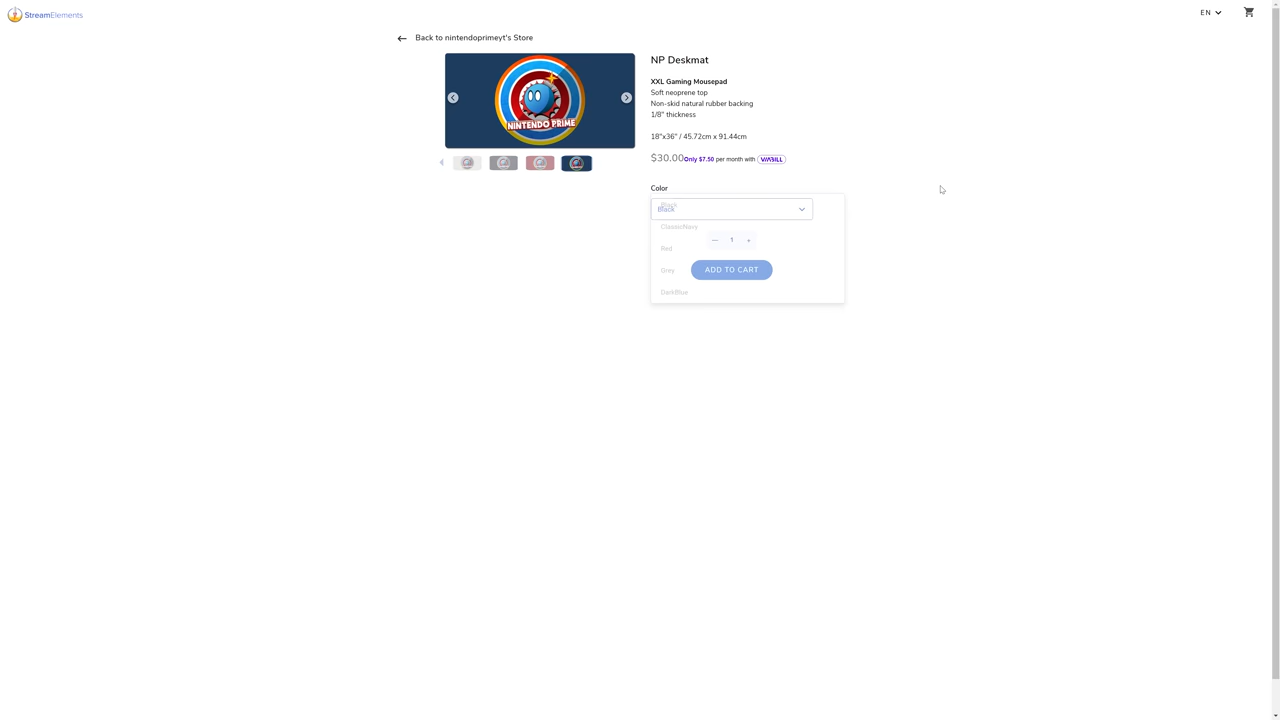 StreamElements
EN
Back to nintendoprimeyt's Store
NINTENDO PRIME
NP Deskmat
XXL Gaming Mousepad
Soft neoprene top
Non-skid natural rubber backing
1/8" thickness
18"x36" / 45.72cm x 91.44cm
$30.00 Only $7.50 per month with VIABILL
Color
Black
Black
ClassicNavy
— 1 +
Red
Grey
ADD TO CART
DarkBlue